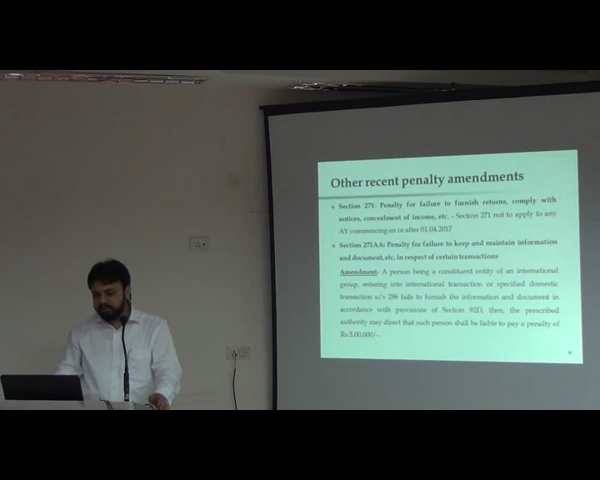 Other recent penalty amendments
Section 271: Penalty for failure to furnish returns, comply with
notices, concealment of income, etc. - Section 271 not to apply to any
AY commencing on or after 01.04.2017
Section 271AA: Penalty for failure to keep and maintain information
and document, etc. in respect of certain transactions
Amendment- A person being a constituent entity of an international
group, entering into international transaction or specified domestic
transaction u/s 286 fails to furnish the information and document in
accordance with provisions of Section 92D, then, the prescribed
authority may direct that such person shall be liable to pay a penalty of
Rs.5,00,000/-.